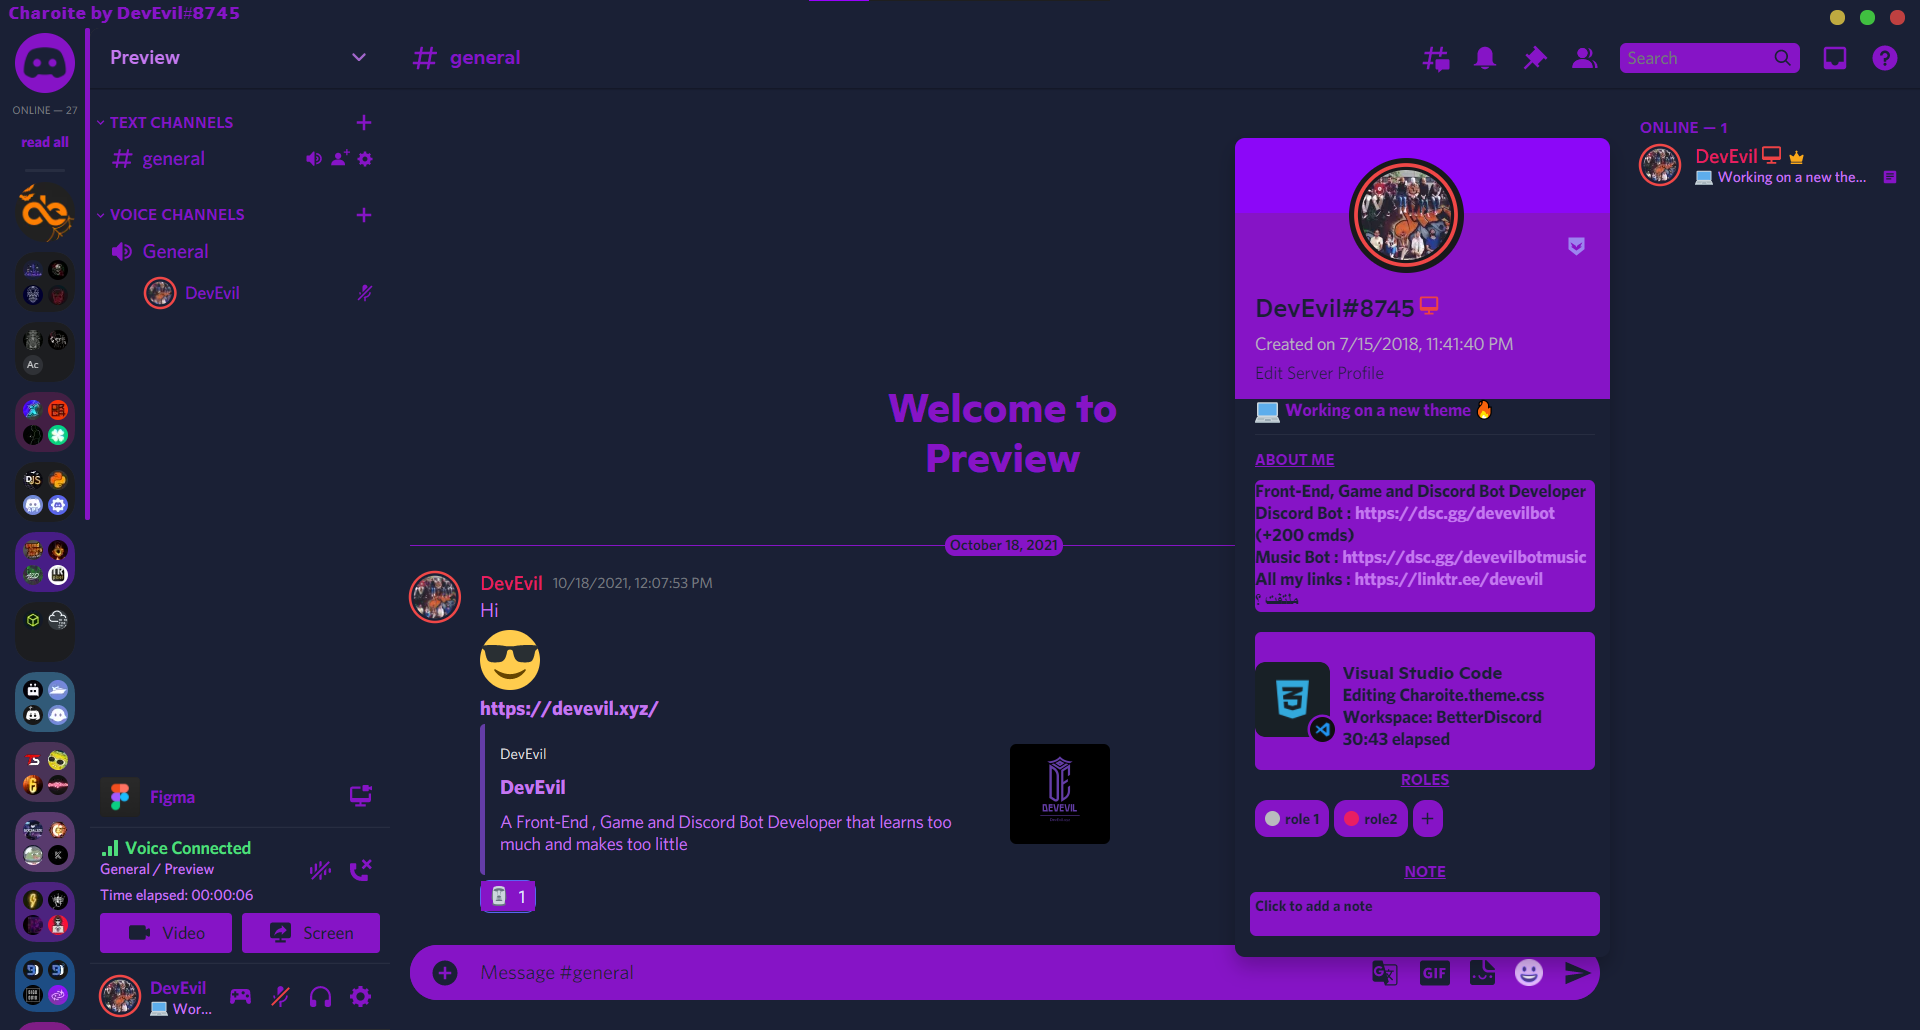 Charoite by DevEvil#8745
ONLINE — 27
read all
Ac
DJS
API
Preview
TEXT CHANNELS
general
VOICE CHANNELS
General
DevEvil
Figma
Voice Connected
General / Preview
Time elapsed: 00:00:06
Video
Screen
DevEvil
Wor...
# general
Search
Welcome to
Preview
October 18, 2021
DevEvil 10/18/2021, 12:07:53 PM
Hi
https://devevil.xyz/
DevEvil
DevEvil
A Front-End , Game and Discord Bot Developer that learns too
much and makes too little
DEVEVIL
1
Message #general
GIF
DevEvil#8745
Created on 7/15/2018, 11:41:40 PM
Edit Server Profile
Working on a new theme
ABOUT ME
Front-End, Game and Discord Bot Developer
Discord Bot : https://dsc.gg/devevilbot
(+200 cmds)
Music Bot : https://dsc.gg/devevilbotmusic
All my links : https://linktr.ee/devevil
ملتفت ؟
Visual Studio Code
Editing Charoite.theme.css
Workspace: BetterDiscord
30:43 elapsed
ROLES
role 1
role2
NOTE
Click to add a note
ONLINE — 1
DevEvil
Working on a new the...